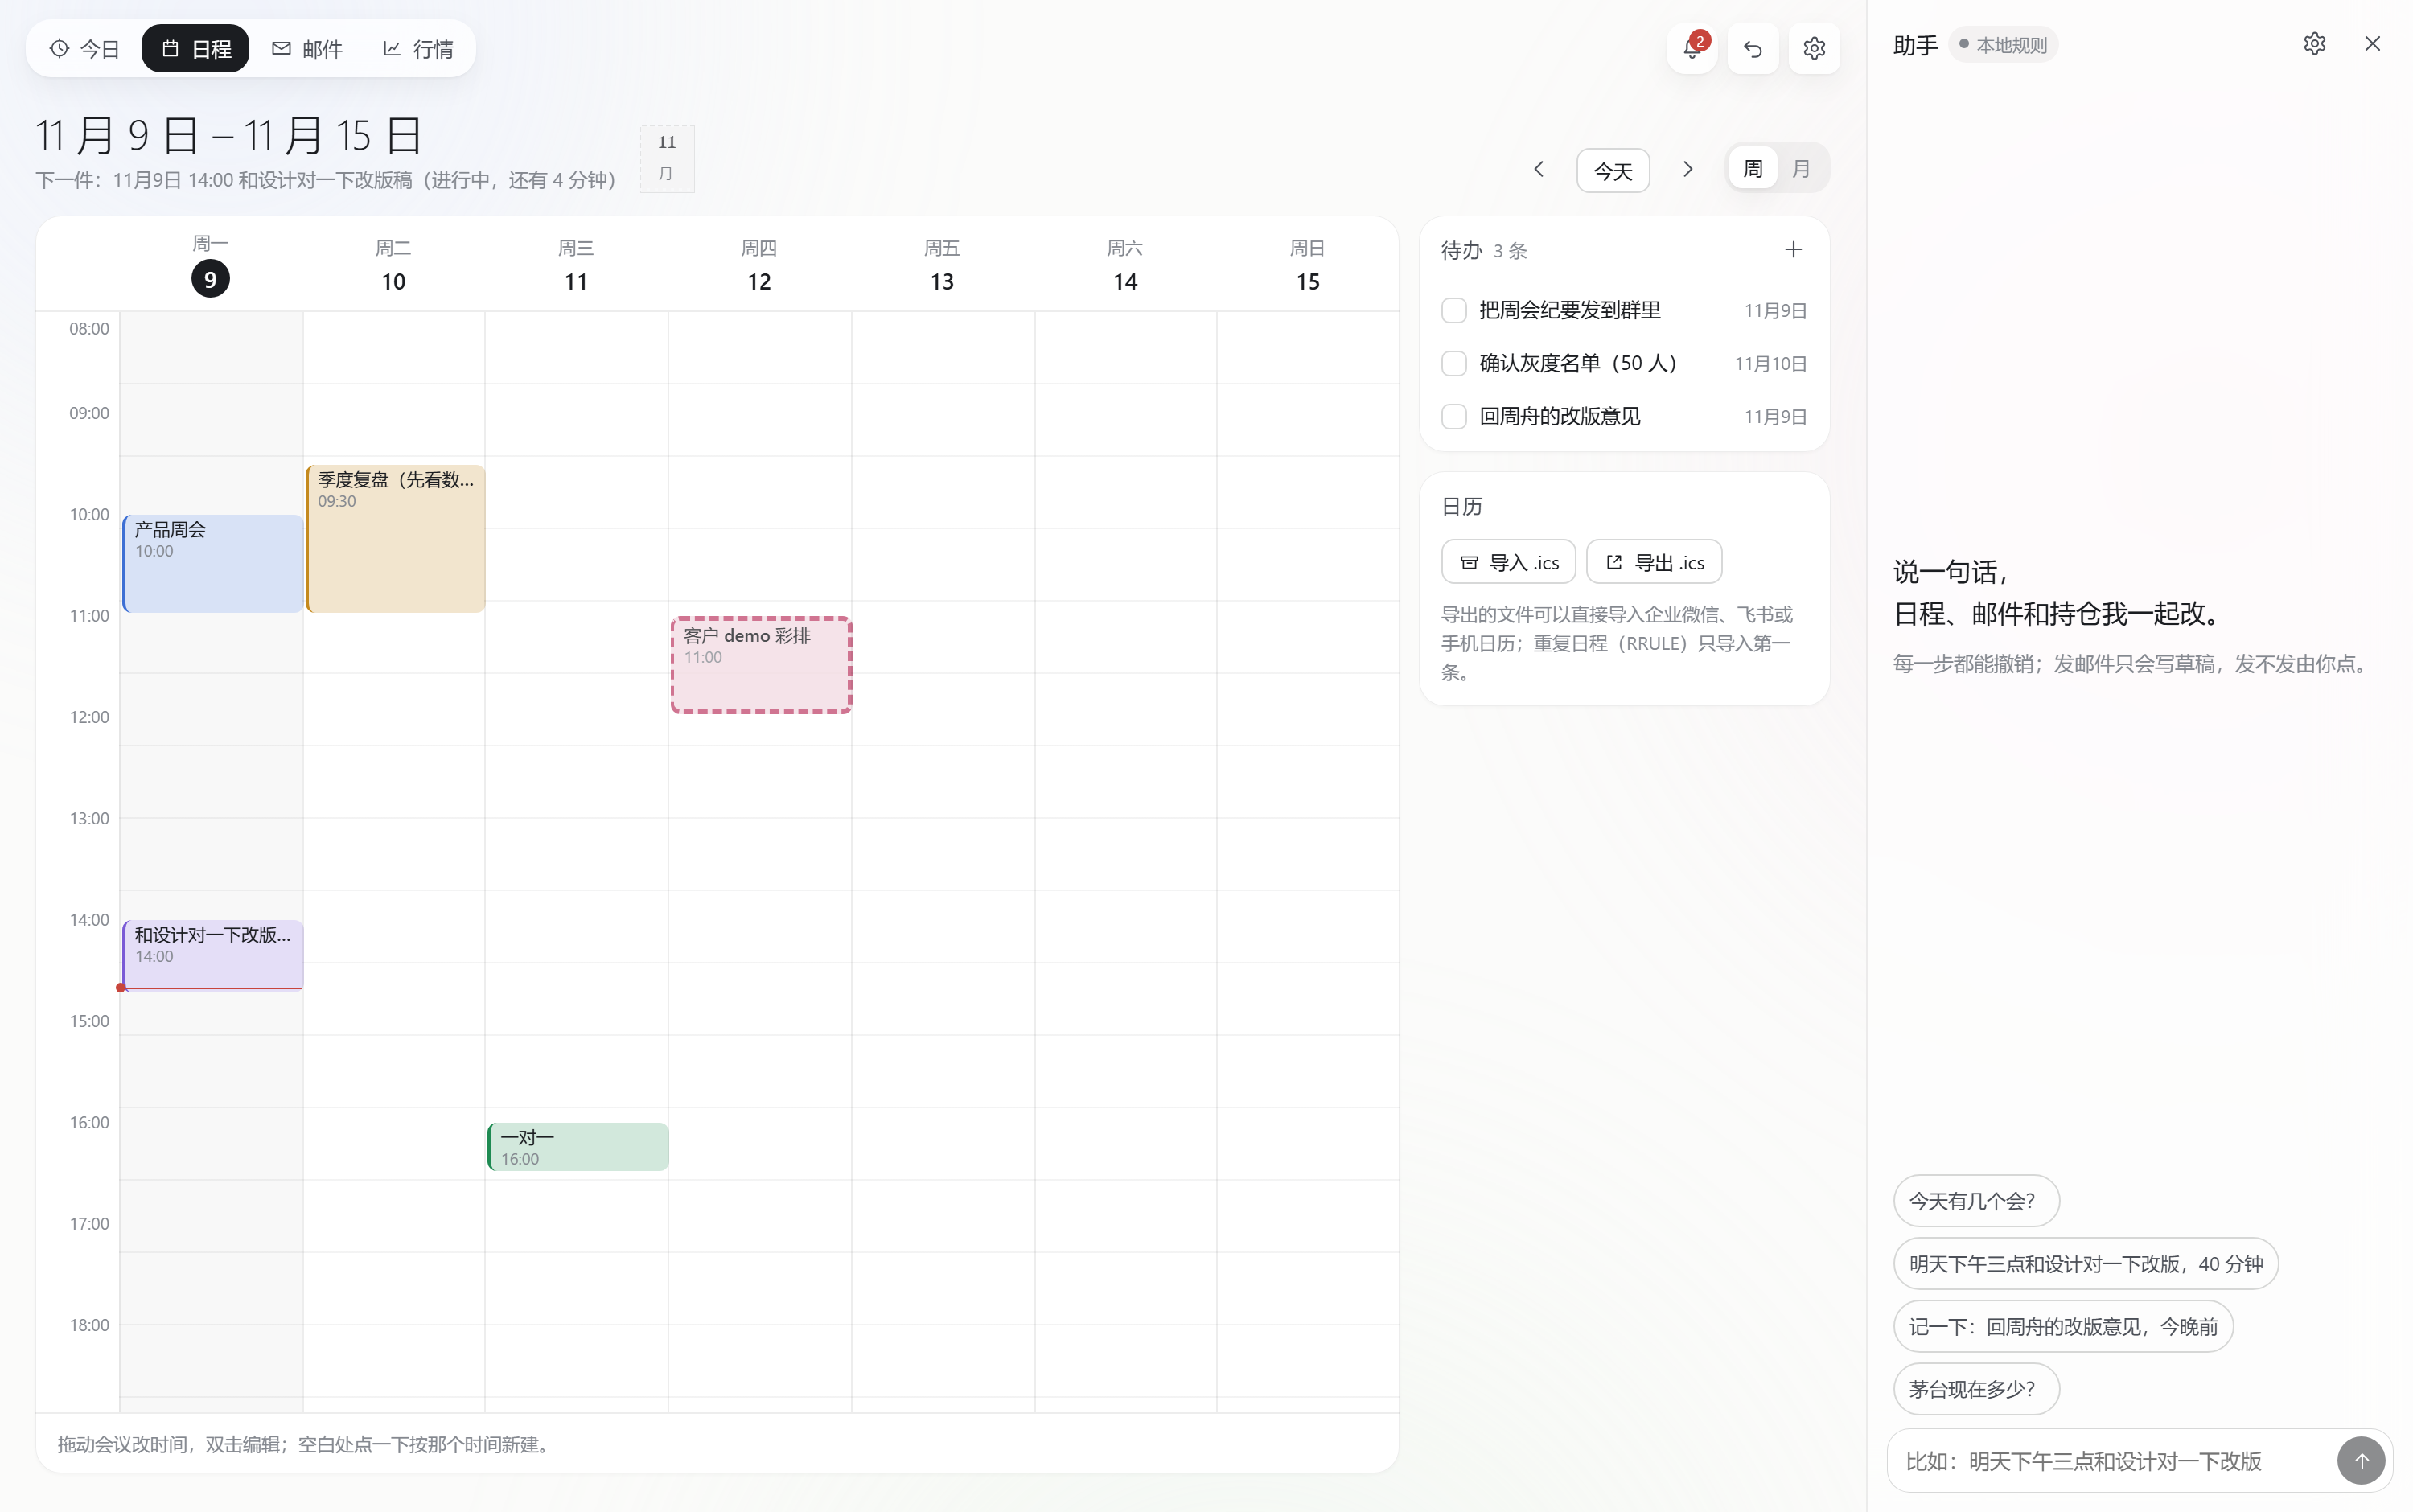 今日
日程
邮件
行情
2
助手
本地规则
11 月 9 日 – 11 月 15 日
下一件：11月9日 14:00 和设计对一下改版稿（进行中，还有 4 分钟）
11
月
今天
周
月
周一
9
周二
10
周三
11
周四
12
周五
13
周六
14
周日
15
08:00
09:00
10:00
11:00
12:00
13:00
14:00
15:00
16:00
17:00
18:00
产品周会
10:00
和设计对一下改版...
14:00
季度复盘（先看数...
09:30
一对一
16:00
客户 demo 彩排
11:00
拖动会议改时间，双击编辑；空白处点一下按那个时间新建。
待办 3 条
把周会纪要发到群里 11月9日
确认灰度名单（50 人） 11月10日
回周舟的改版意见 11月9日
日历
导入 .ics
导出 .ics
导出的文件可以直接导入企业微信、飞书或
手机日历；重复日程（RRULE）只导入第一
条。
说一句话，
日程、邮件和持仓我一起改。
每一步都能撤销；发邮件只会写草稿，发不发由你点。
今天有几个会？
明天下午三点和设计对一下改版，40 分钟
记一下：回周舟的改版意见，今晚前
茅台现在多少？
比如：明天下午三点和设计对一下改版